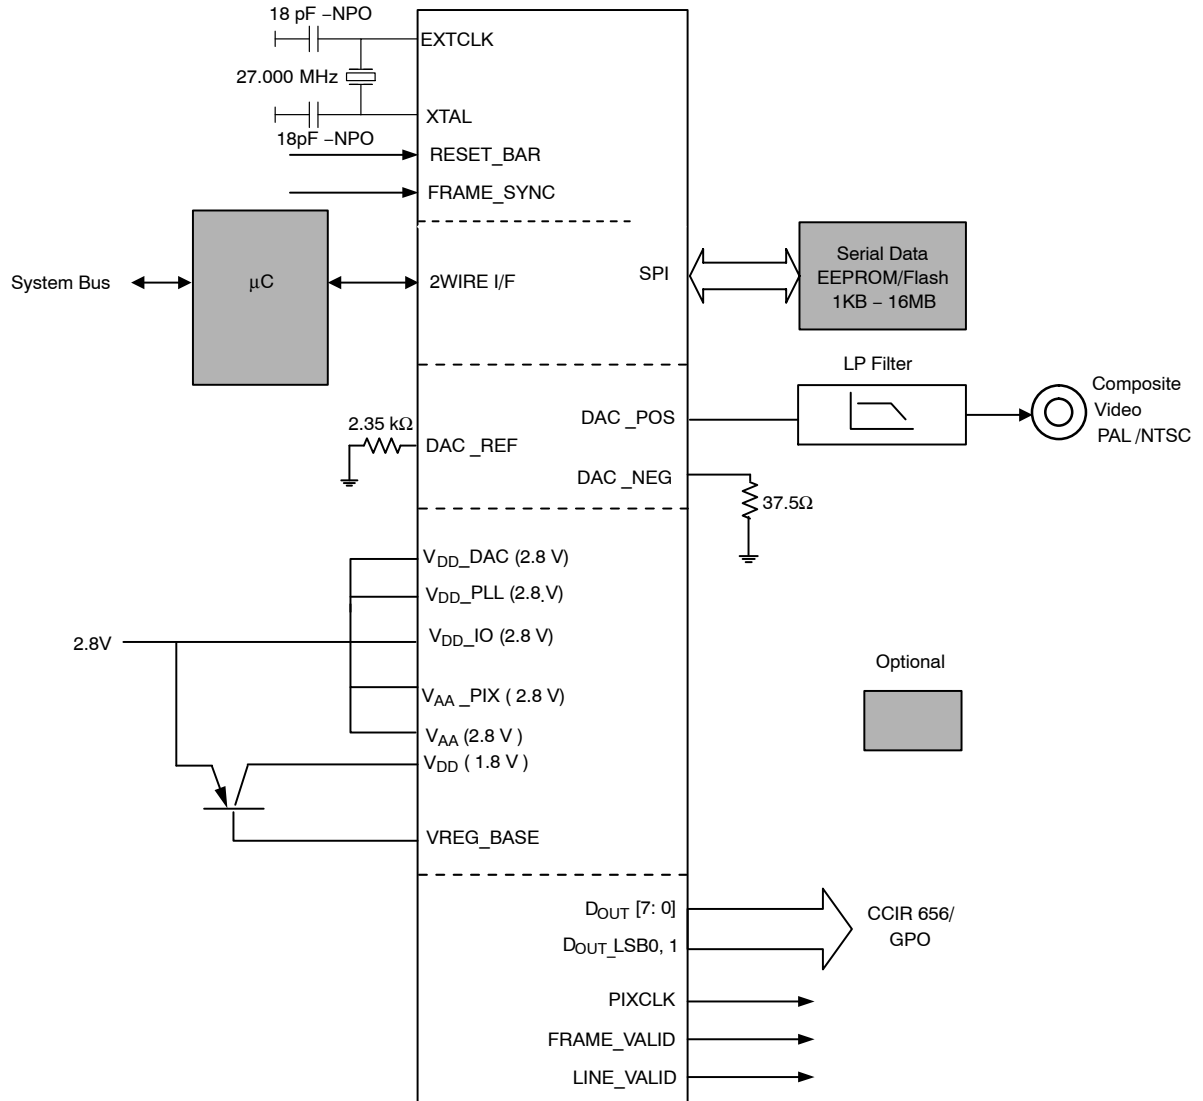 18 pF –NPO
EXTCLK
27.000 MHz
XTAL
18pF –NPO
RESET_BAR
FRAME_SYNC
System Bus
µC
2WIRE I/F
SPI
Serial Data
EEPROM/Flash
1KB – 16MB
LP Filter
DAC _POS
Composite
Video
PAL /NTSC
2.35 kΩ
DAC _REF
DAC _NEG
37.5Ω
VDD_DAC (2.8 V)
VDD_PLL (2.8 V)
2.8V
VDD_IO (2.8 V)
VAA _PIX ( 2.8 V)
VAA (2.8 V )
VDD ( 1.8 V )
VREG_BASE
Optional
DOUT [7: 0]
DOUT_LSB0, 1
CCIR 656/
GPO
PIXCLK
FRAME_VALID
LINE_VALID